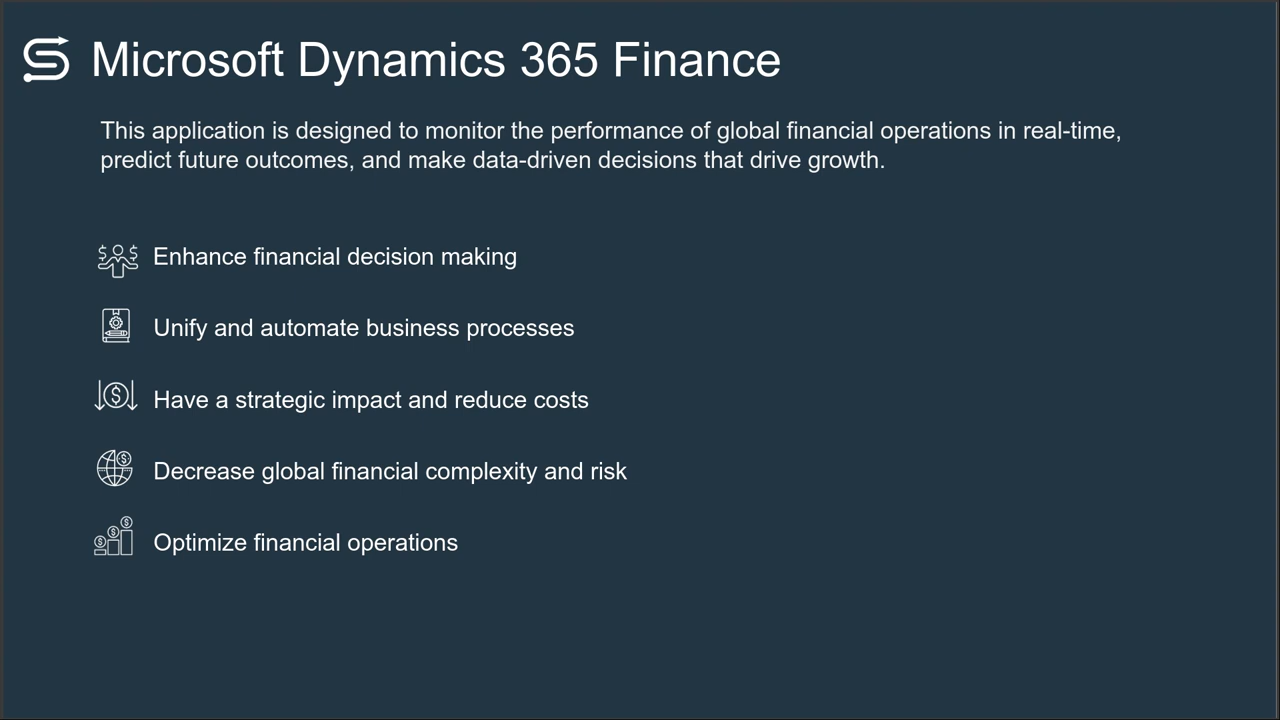 Microsoft Dynamics 365 Finance
This application is designed to monitor the performance of global financial operations in real-time,
predict future outcomes, and make data-driven decisions that drive growth.
Enhance financial decision making
Unify and automate business processes
Have a strategic impact and reduce costs
Decrease global financial complexity and risk
Optimize financial operations